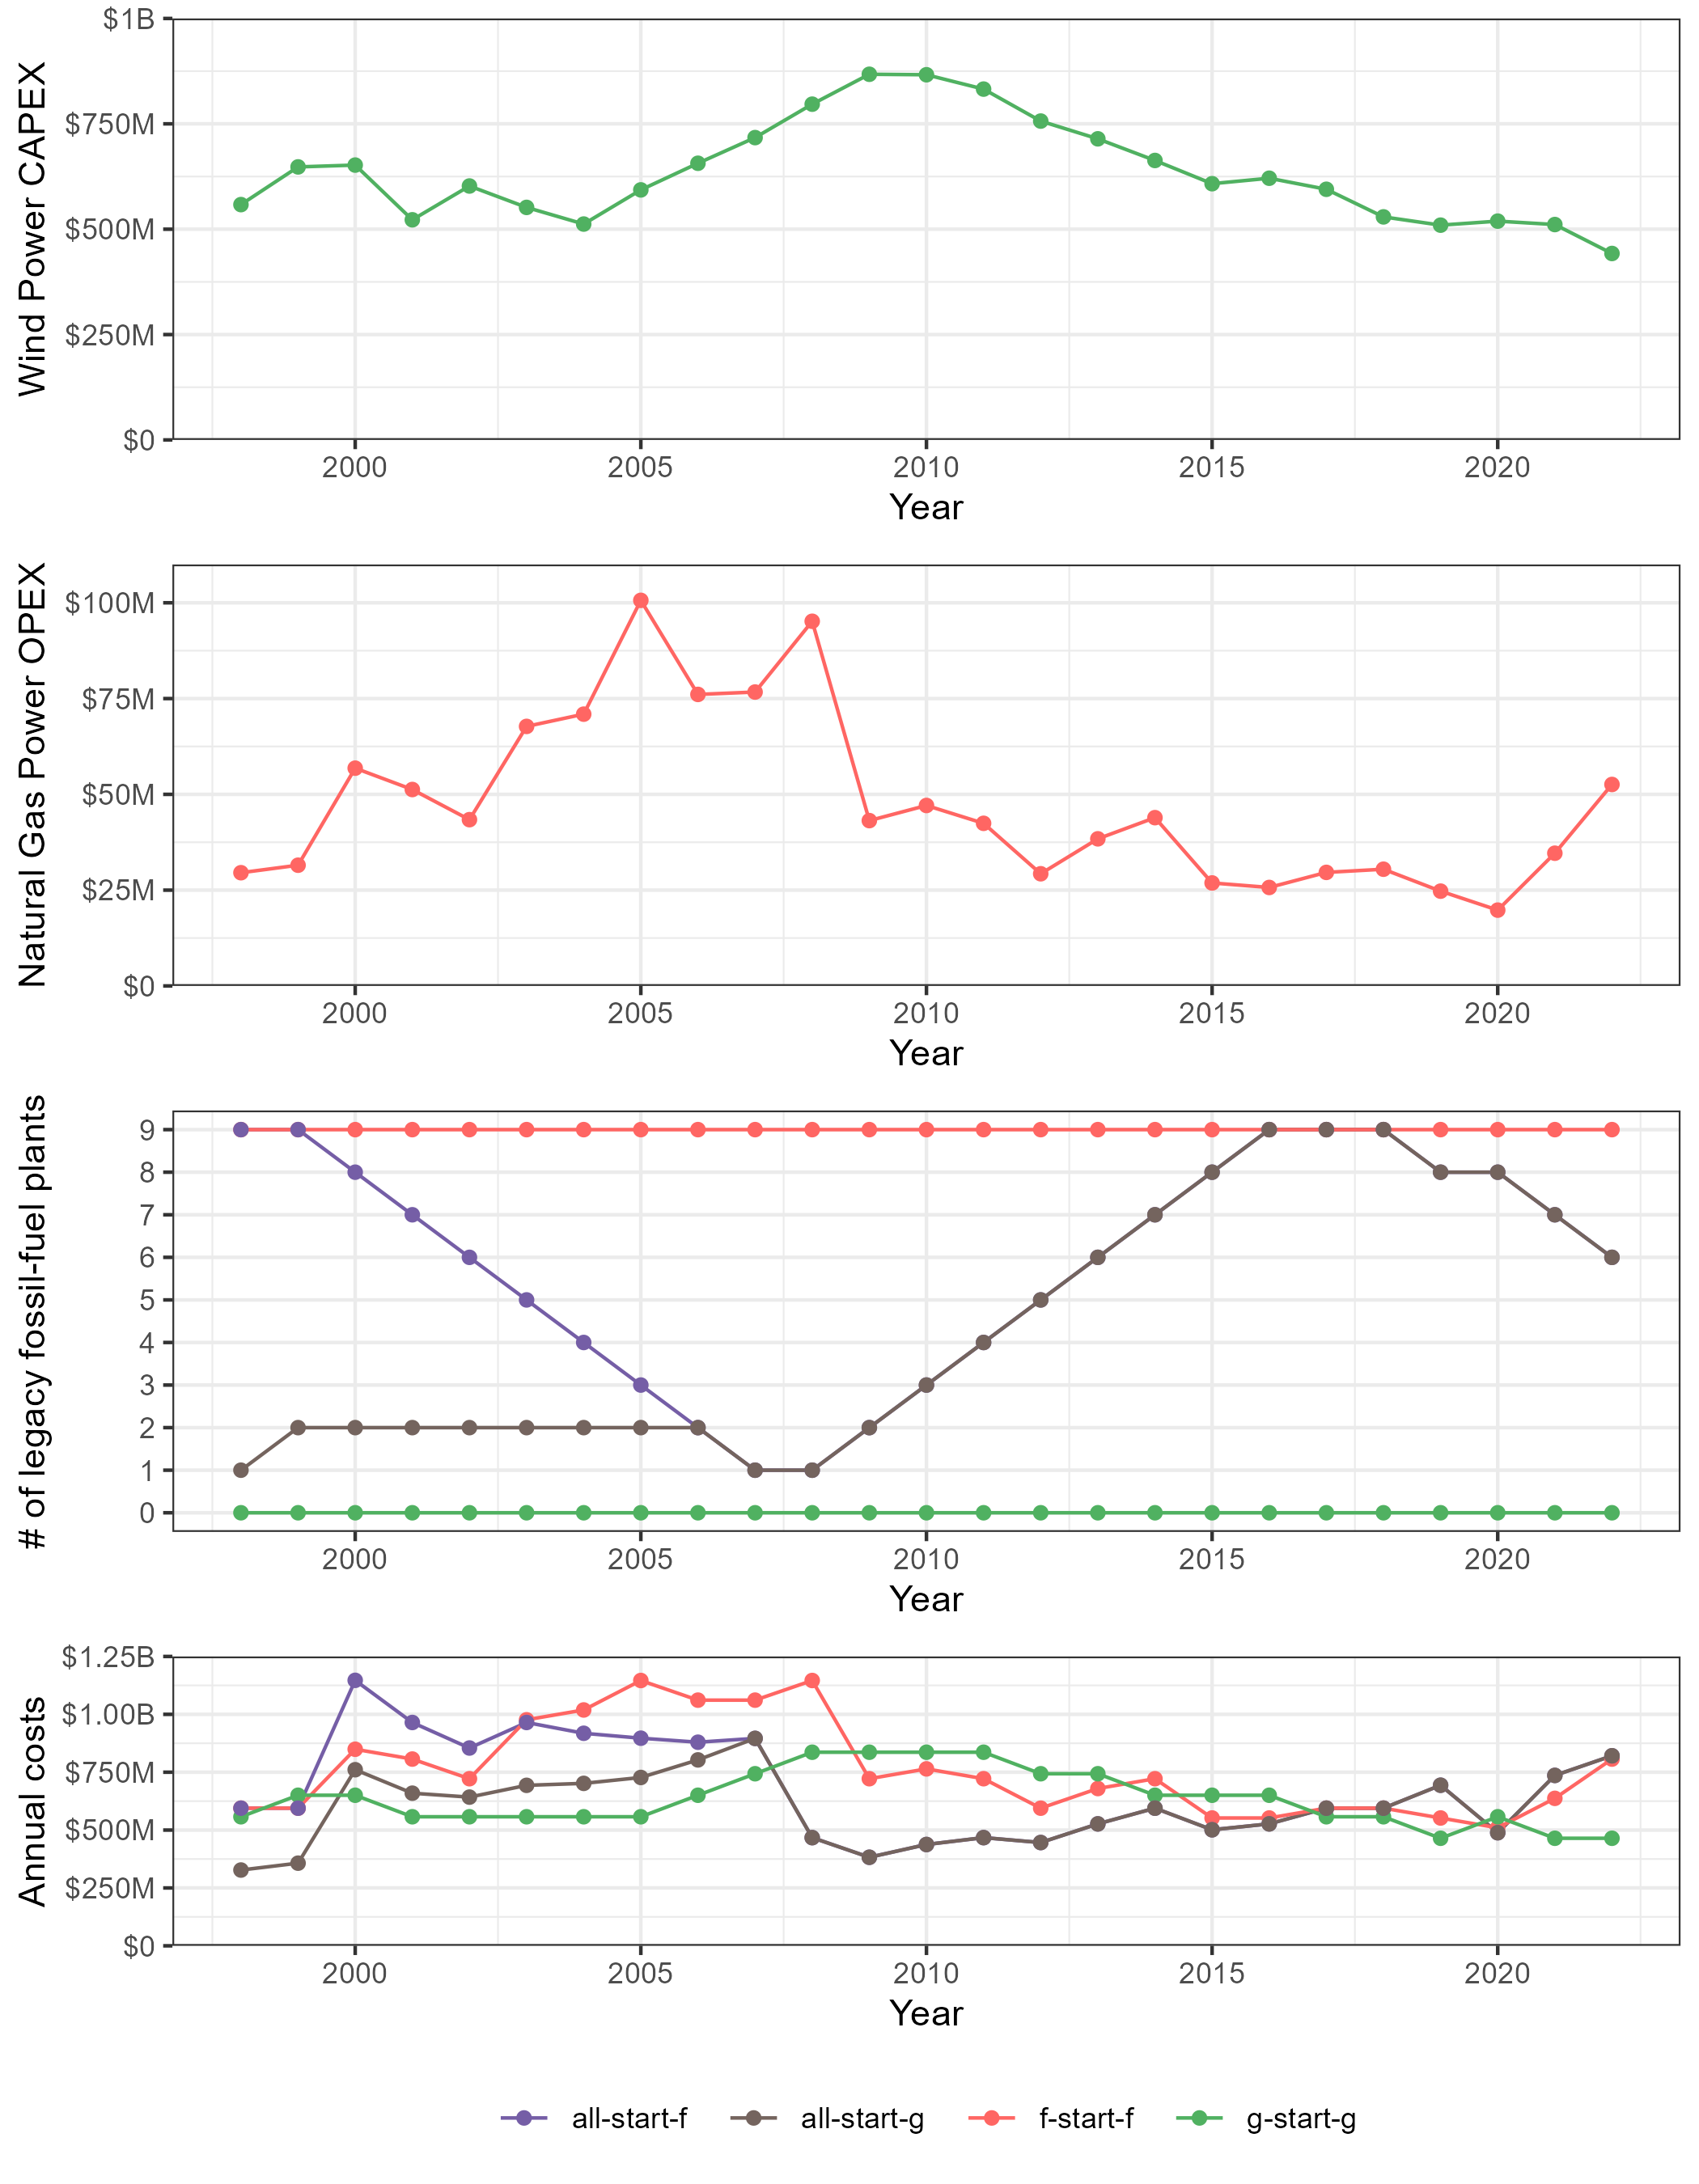 Wind Power CAPEX
$1B
$750M
$500M
$250M
$0
2000 2005 2010 2015 2020
Year
Natural Gas Power OPEX
$100M
$75M
$50M
$25M
$0
2000 2005 2010 2015 2020
Year
# of legacy fossil-fuel plants
9
8
7
6
5
4
3
2
1
0
2000 2005 2010 2015 2020
Year
Annual costs
$1.25B
$1.00B
$750M
$500M
$250M
$0
2000 2005 2010 2015 2020
Year
all-start-f all-start-g f-start-f g-start-g